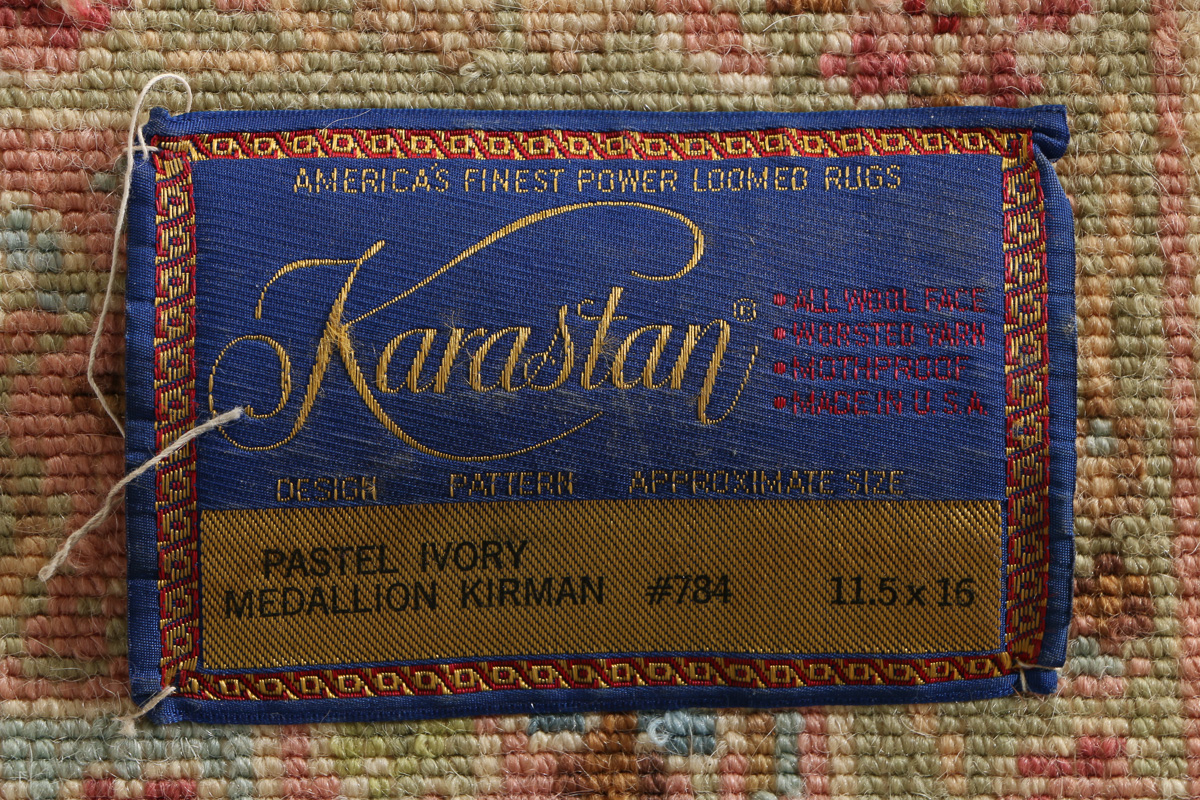 AMERICA'S FINEST POWER LOOMED RUGS
Karastan®
• ALL WOOL FACE
• WORSTED YARN
• MOTHPROOF
• MADE IN U.S.A.
DESIGN PATTERN APPROXIMATE SIZE
PASTEL IVORY
MEDALLION KIRMAN #784 11.5 x 16